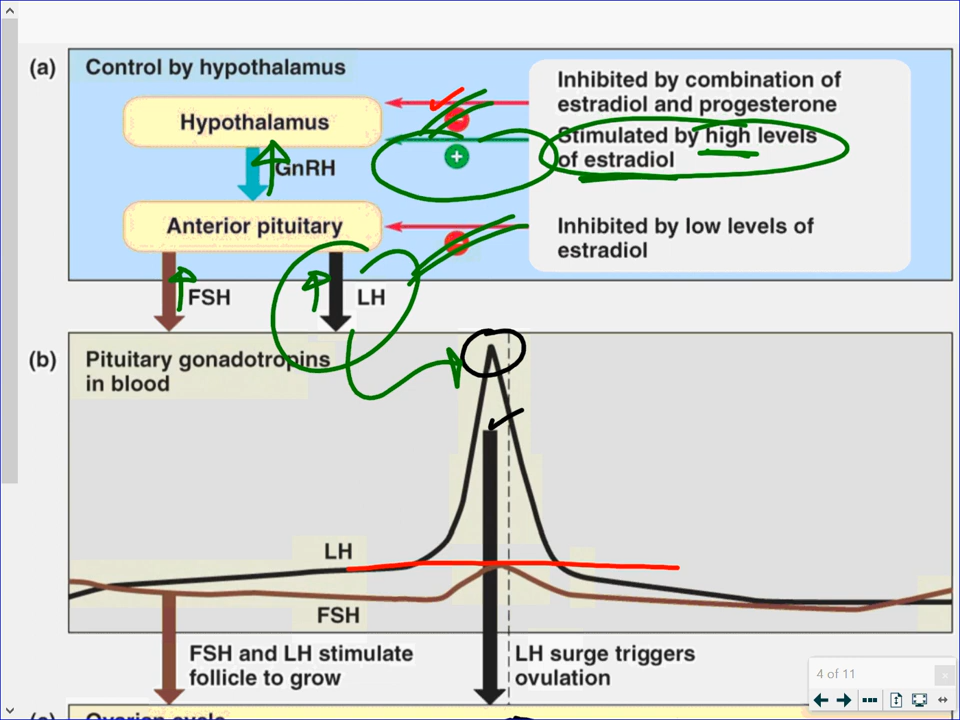 (a)
Control by hypothalamus
Inhibited by combination of
estradiol and progesterone
Hypothalamus
Stimulated by high levels
of estradiol
+
GnRH
Anterior pituitary
Inhibited by low levels of
estradiol
FSH
LH
(b)
Pituitary gonadotropins
in blood
LH
FSH
FSH and LH stimulate
follicle to grow
LH surge triggers
ovulation
4 of 11
Ovarian cycle